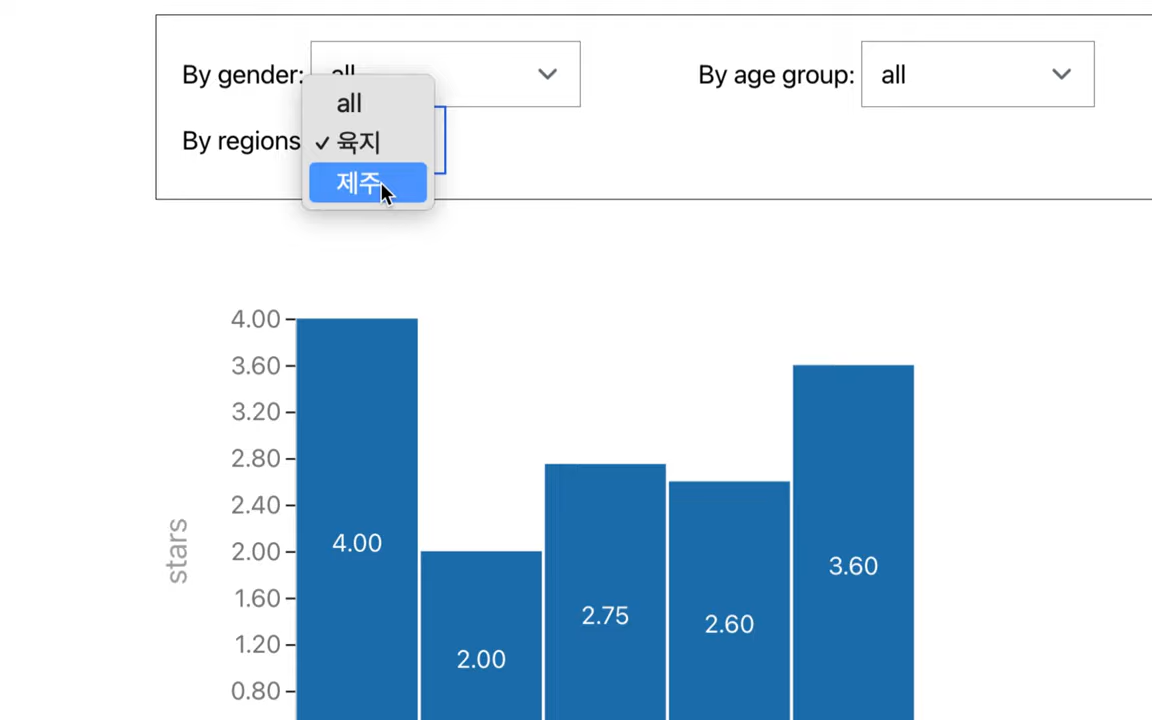 By gender: all
By age group: all
By regions
all
✓ 육지
제주
4.00
3.60
3.20
2.80
2.40
2.00
1.60
1.20
0.80
stars
4.00
2.00
2.75
2.60
3.60